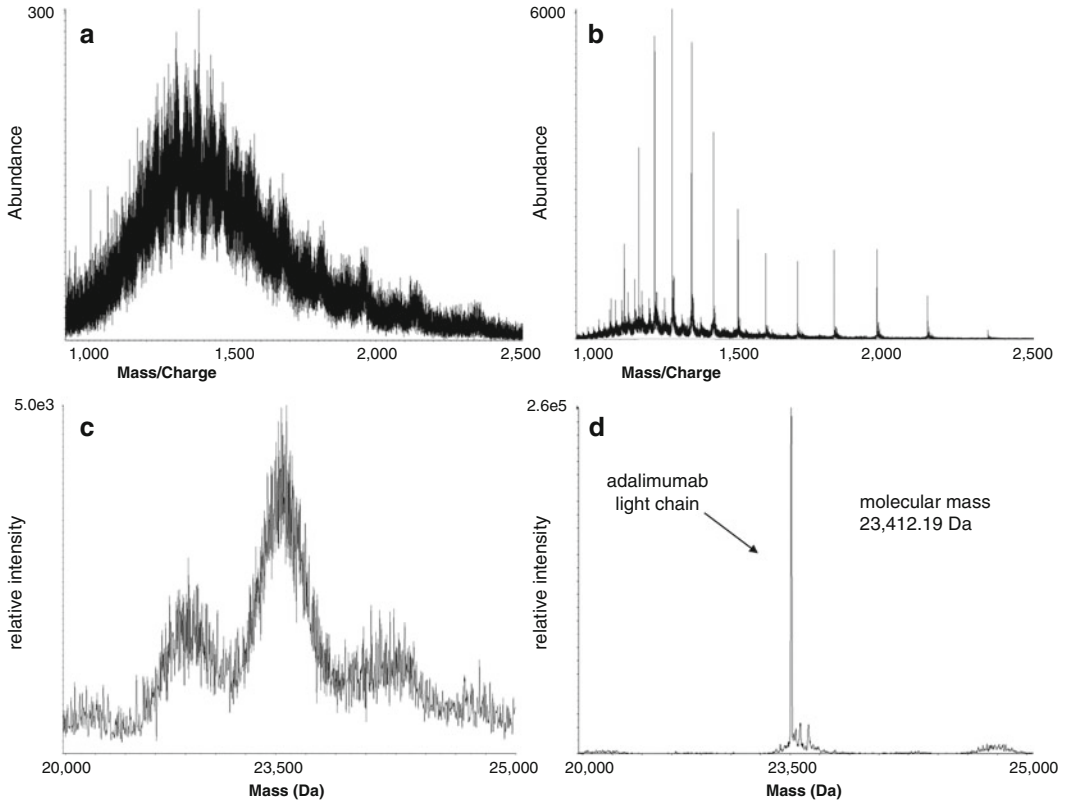 300
a
Abundance
1,000
1,500
2,000
2,500
Mass/Charge
6000
b
Abundance
1,000
1,500
2,000
2,500
Mass/Charge
5.0e3
c
relative intensity
20,000
23,500
25,000
Mass (Da)
2.6e5
d
adalimumab
light chain
molecular mass
23,412.19 Da
relative intensity
20,000
23,500
25,000
Mass (Da)